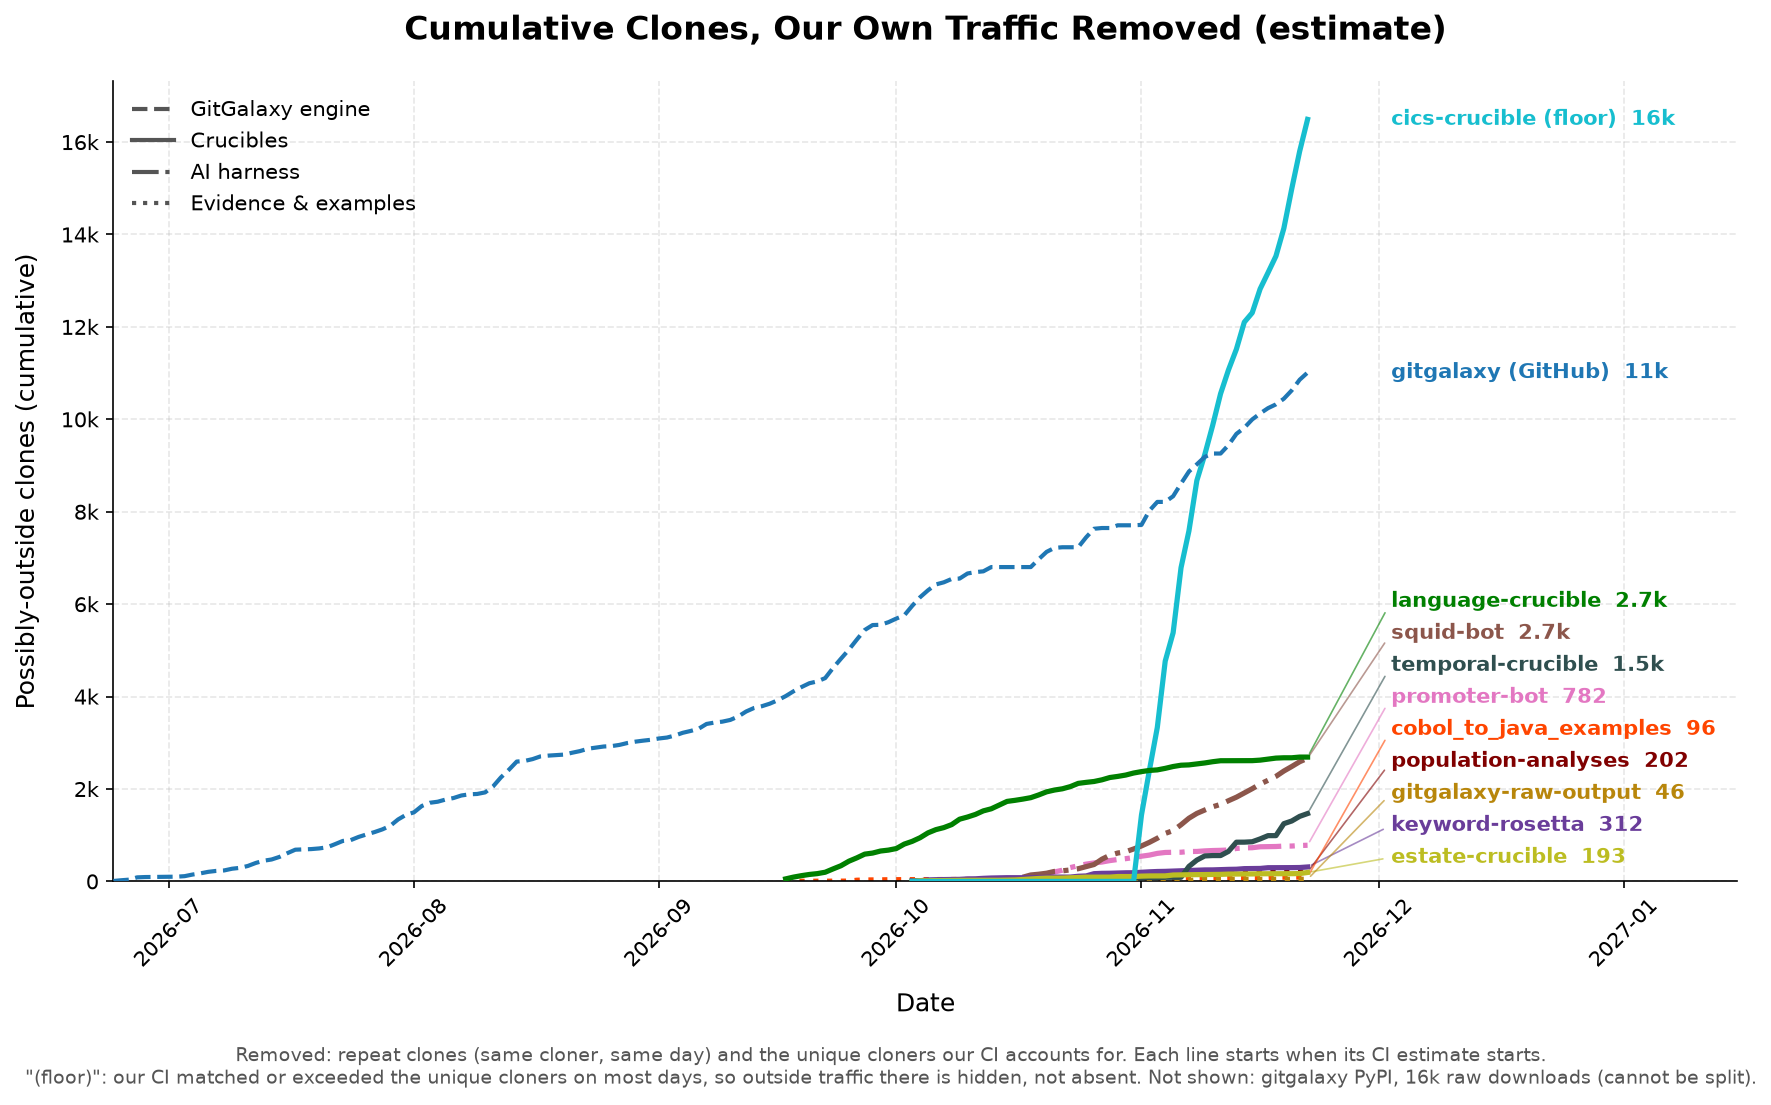 Cumulative Clones, Our Own Traffic Removed (estimate)
GitGalaxy engine
Crucibles
AI harness
Evidence & examples
Possibly-outside clones (cumulative)
16k
14k
12k
10k
8k
6k
4k
2k
0
cics-crucible (floor) 16k
gitgalaxy (GitHub) 11k
language-crucible 2.7k
squid-bot 2.7k
temporal-crucible 1.5k
promoter-bot 782
cobol_to_java_examples 96
population-analyses 202
gitgalaxy-raw-output 46
keyword-rosetta 312
estate-crucible 193
2026-07
2026-08
2026-09
2026-10
2026-11
2026-12
2027-01
Date
Removed: repeat clones (same cloner, same day) and the unique cloners our CI accounts for. Each line starts when its CI estimate starts.
"(floor)": our CI matched or exceeded the unique cloners on most days, so outside traffic there is hidden, not absent. Not shown: gitgalaxy PyPI, 16k raw downloads (cannot be split).